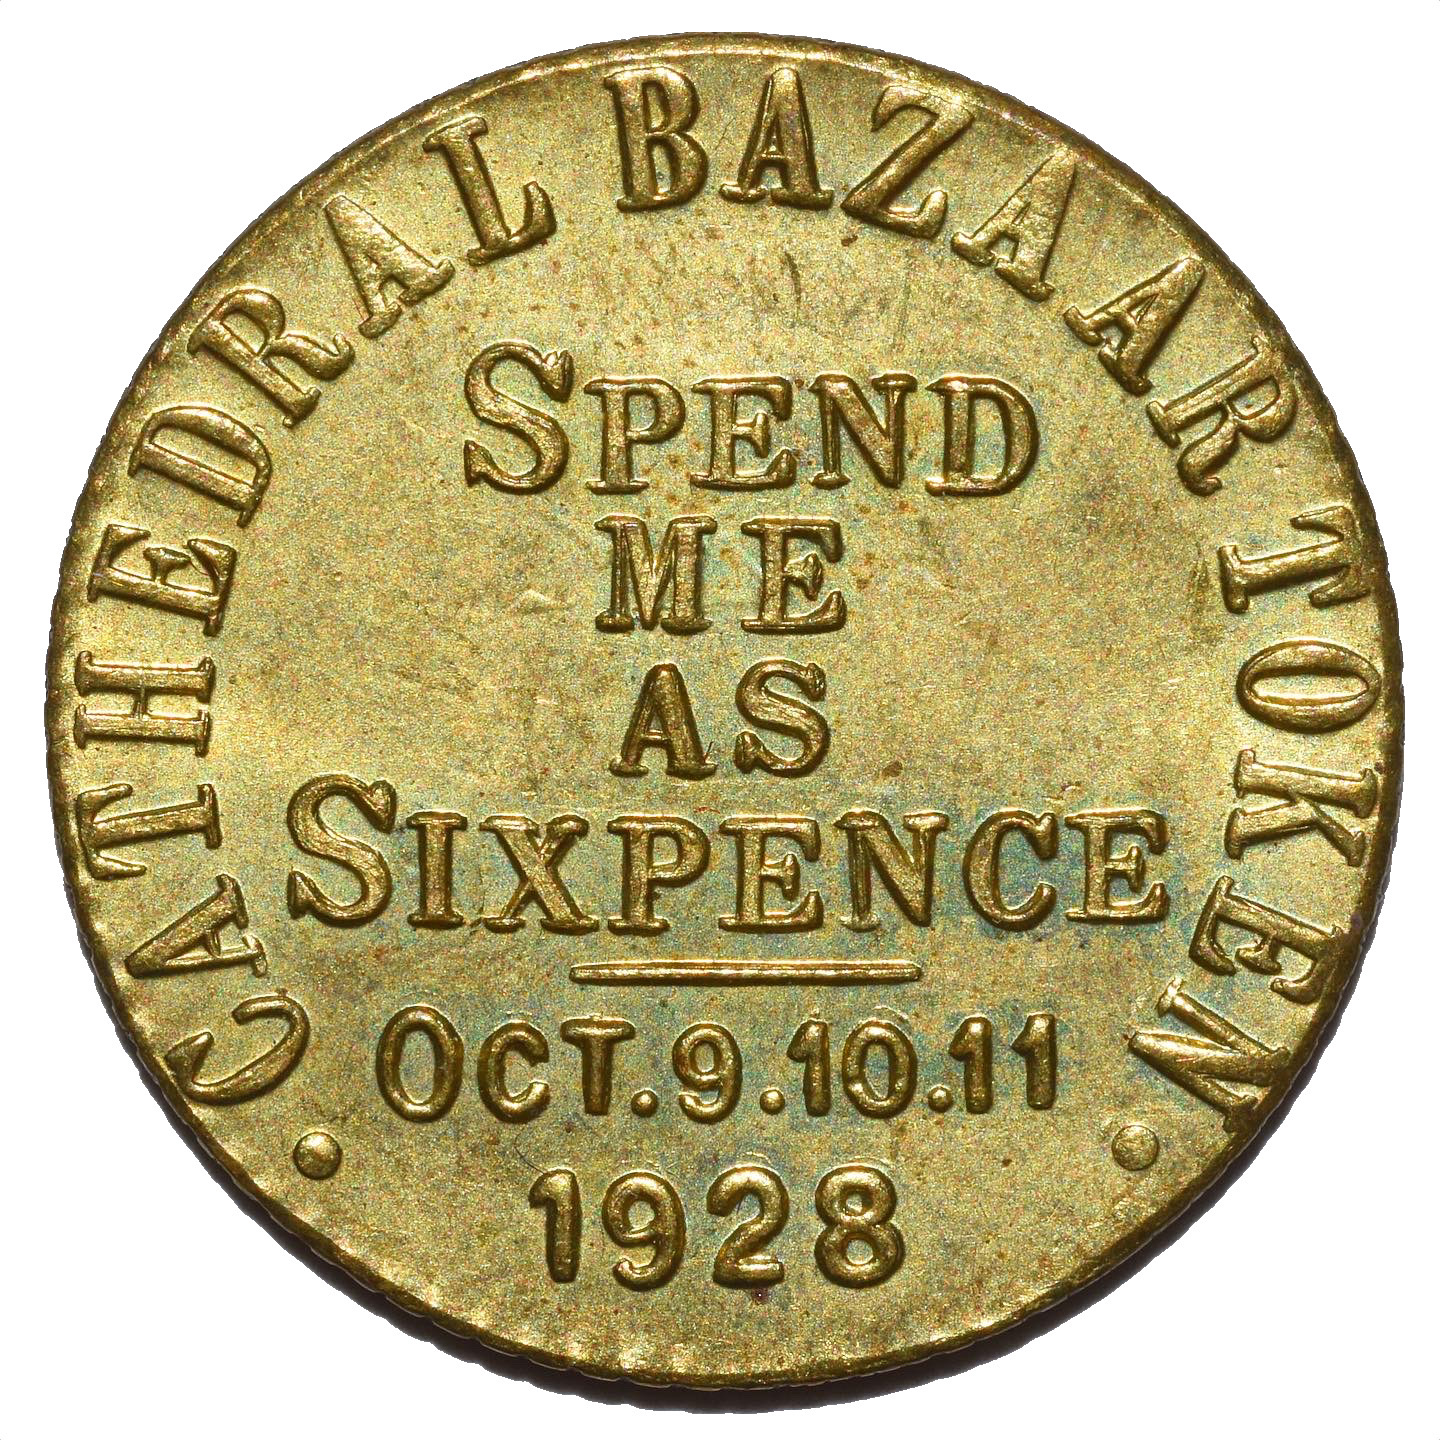 CATHEDRAL BAZAAR TOKEN
SPEND
ME
AS
SIXPENCE
OCT.9.10.11
1928